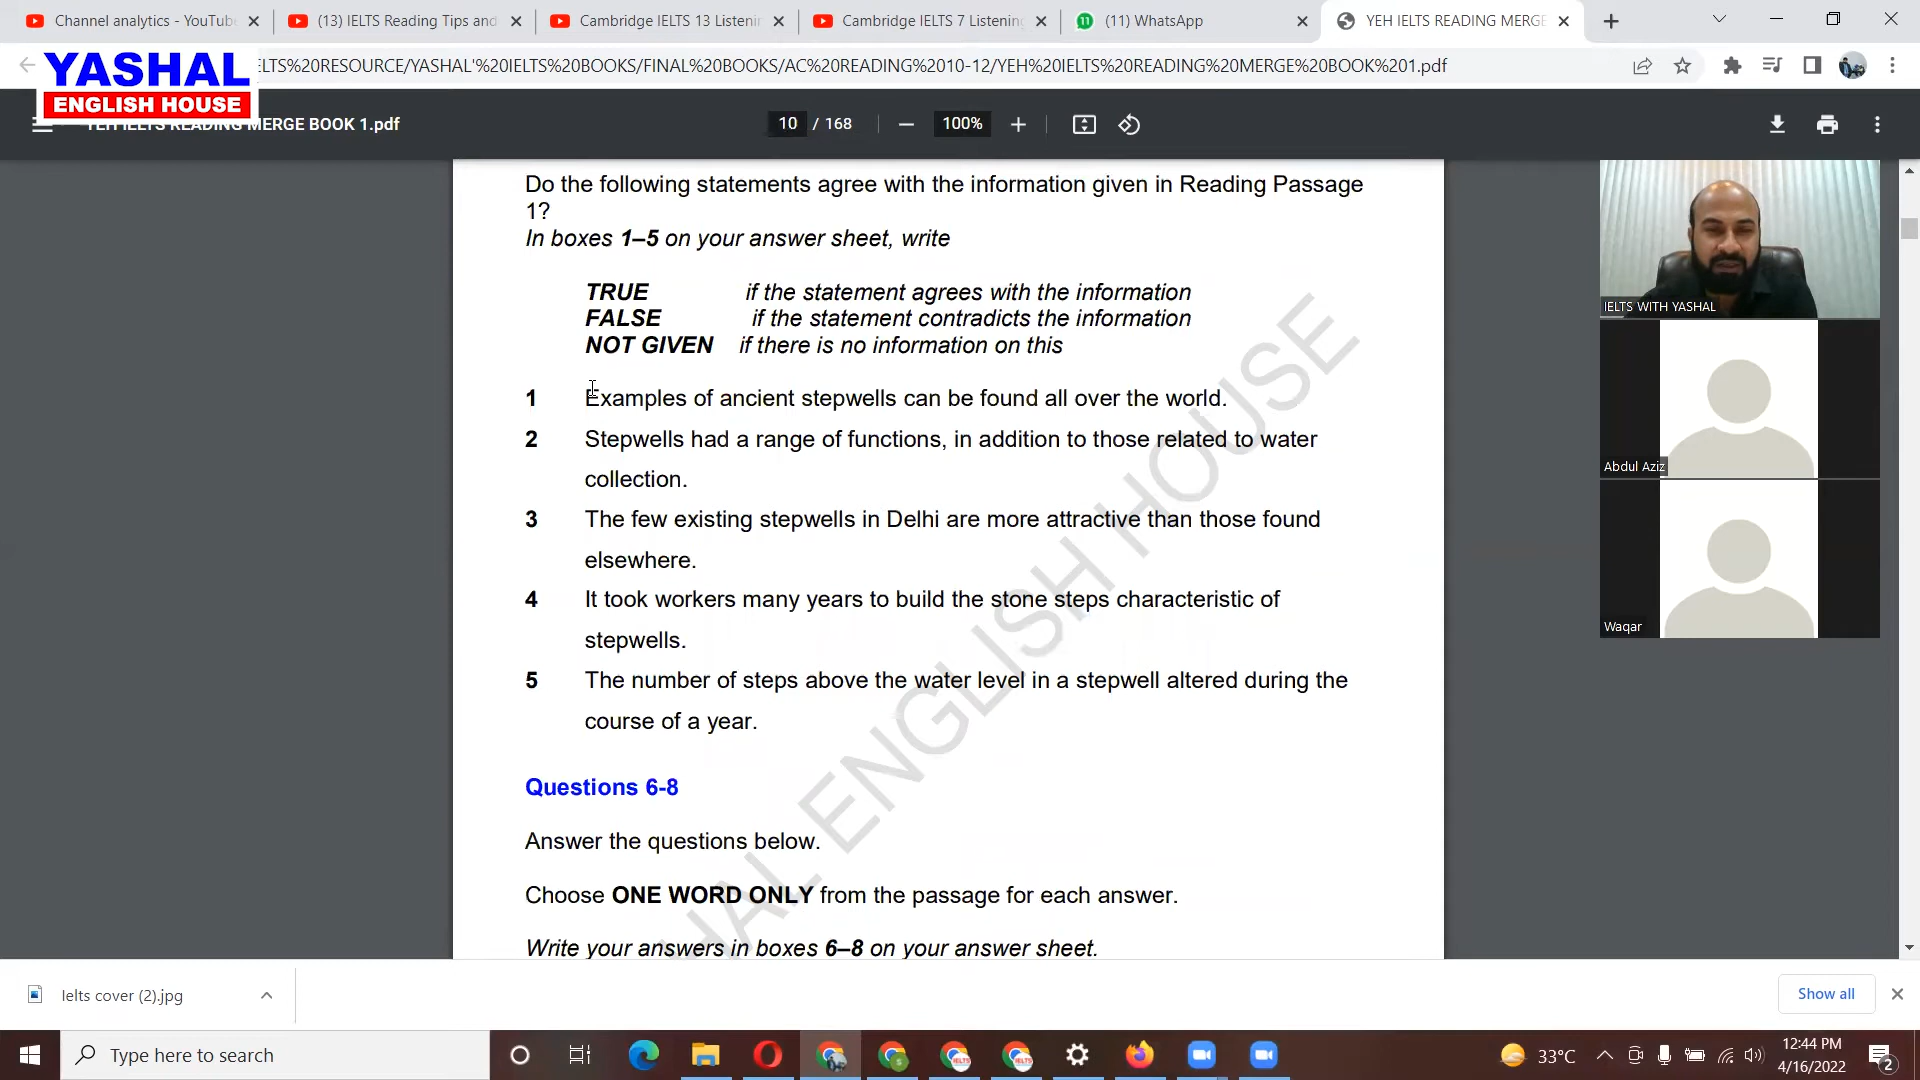 Channel analytics - YouTube
(13) IELTS Reading Tips and
Cambridge IELTS 13 Listenin
Cambridge IELTS 7 Listening
(11) WhatsApp
YEH IELTS READING MERGE
YASHAL
ENGLISH HOUSE
ELTS%20RESOURCE/YASHAL'%20IELTS%20BOOKS/FINAL%20BOOKS/AC%20READING%2010-12/YEH%20IELTS%20READING%20MERGE%20BOOK%201.pdf
YEH IELTS READING MERGE BOOK 1.pdf
10 / 168
100%
Do the following statements agree with the information given in Reading Passage
1?
In boxes 1–5 on your answer sheet, write
TRUE if the statement agrees with the information
FALSE if the statement contradicts the information
NOT GIVEN if there is no information on this
1 Examples of ancient stepwells can be found all over the world.
2 Stepwells had a range of functions, in addition to those related to water
collection.
3 The few existing stepwells in Delhi are more attractive than those found
elsewhere.
4 It took workers many years to build the stone steps characteristic of
stepwells.
5 The number of steps above the water level in a stepwell altered during the
course of a year.
Questions 6-8
Answer the questions below.
Choose ONE WORD ONLY from the passage for each answer.
Write your answers in boxes 6–8 on your answer sheet.
HAL ENGLISH HOUSE
IELTS WITH YASHAL
Abdul Aziz
Waqar
Ielts cover (2).jpg
Show all
Type here to search
33°C
12:44 PM
4/16/2022
2